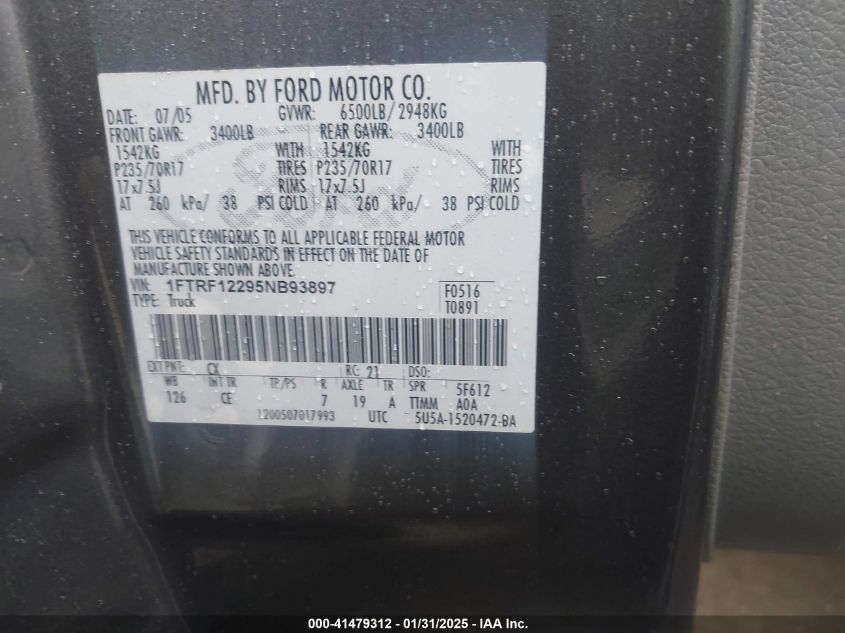 MFD. BY FORD MOTOR CO.
DATE: 07/05 GVWR: 6500LB/2948KG
FRONT GAWR: 3400LB REAR GAWR: 3400LB
1542KG WITH 1542KG WITH
P235/70R17 TIRES P235/70R17 TIRES
17x7.5J RIMS 17x7.5J RIMS
AT 260 kPa/ 38 PSI COLD AT 260 kPa/ 38 PSI COLD
THIS VEHICLE CONFORMS TO ALL APPLICABLE FEDERAL MOTOR
VEHICLE SAFETY STANDARDS IN EFFECT ON THE DATE OF
MANUFACTURE SHOWN ABOVE.
VIN: 1FTRF12295NB93897 F0516
TYPE: Truck T0891
EXT PNT: CX RC: 21 DSO:
WB INT TR TP/PS R AXLE TR SPR 5F612
126 CE 7 19 A TTMM A0A
1200507017993 UTC 5U5A-1520472-BA
000-41479312 - 01/31/2025 - IAA Inc.